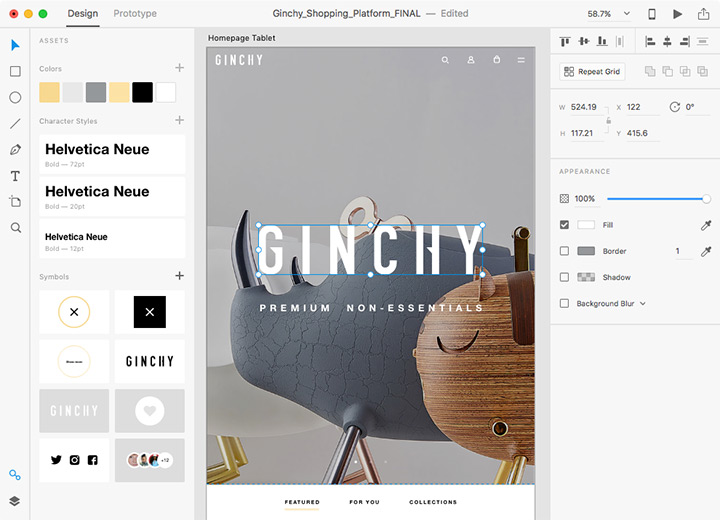 Design Prototype Ginchy_Shopping_Platform_FINAL — Edited 58.7%
ASSETS
Colors
Character Styles
Helvetica Neue
Bold — 72pt
Helvetica Neue
Bold — 20pt
Helvetica Neue
Bold — 12pt
Symbols
GINCHY
GINCHY
+12
Homepage Tablet
GINCHY
GINCHY
PREMIUM NON-ESSENTIALS
FEATURED FOR YOU COLLECTIONS
Repeat Grid
W 524.19 X 122 0°
H 117.21 Y 415.6
APPEARANCE
100%
Fill
Border 1
Shadow
Background Blur